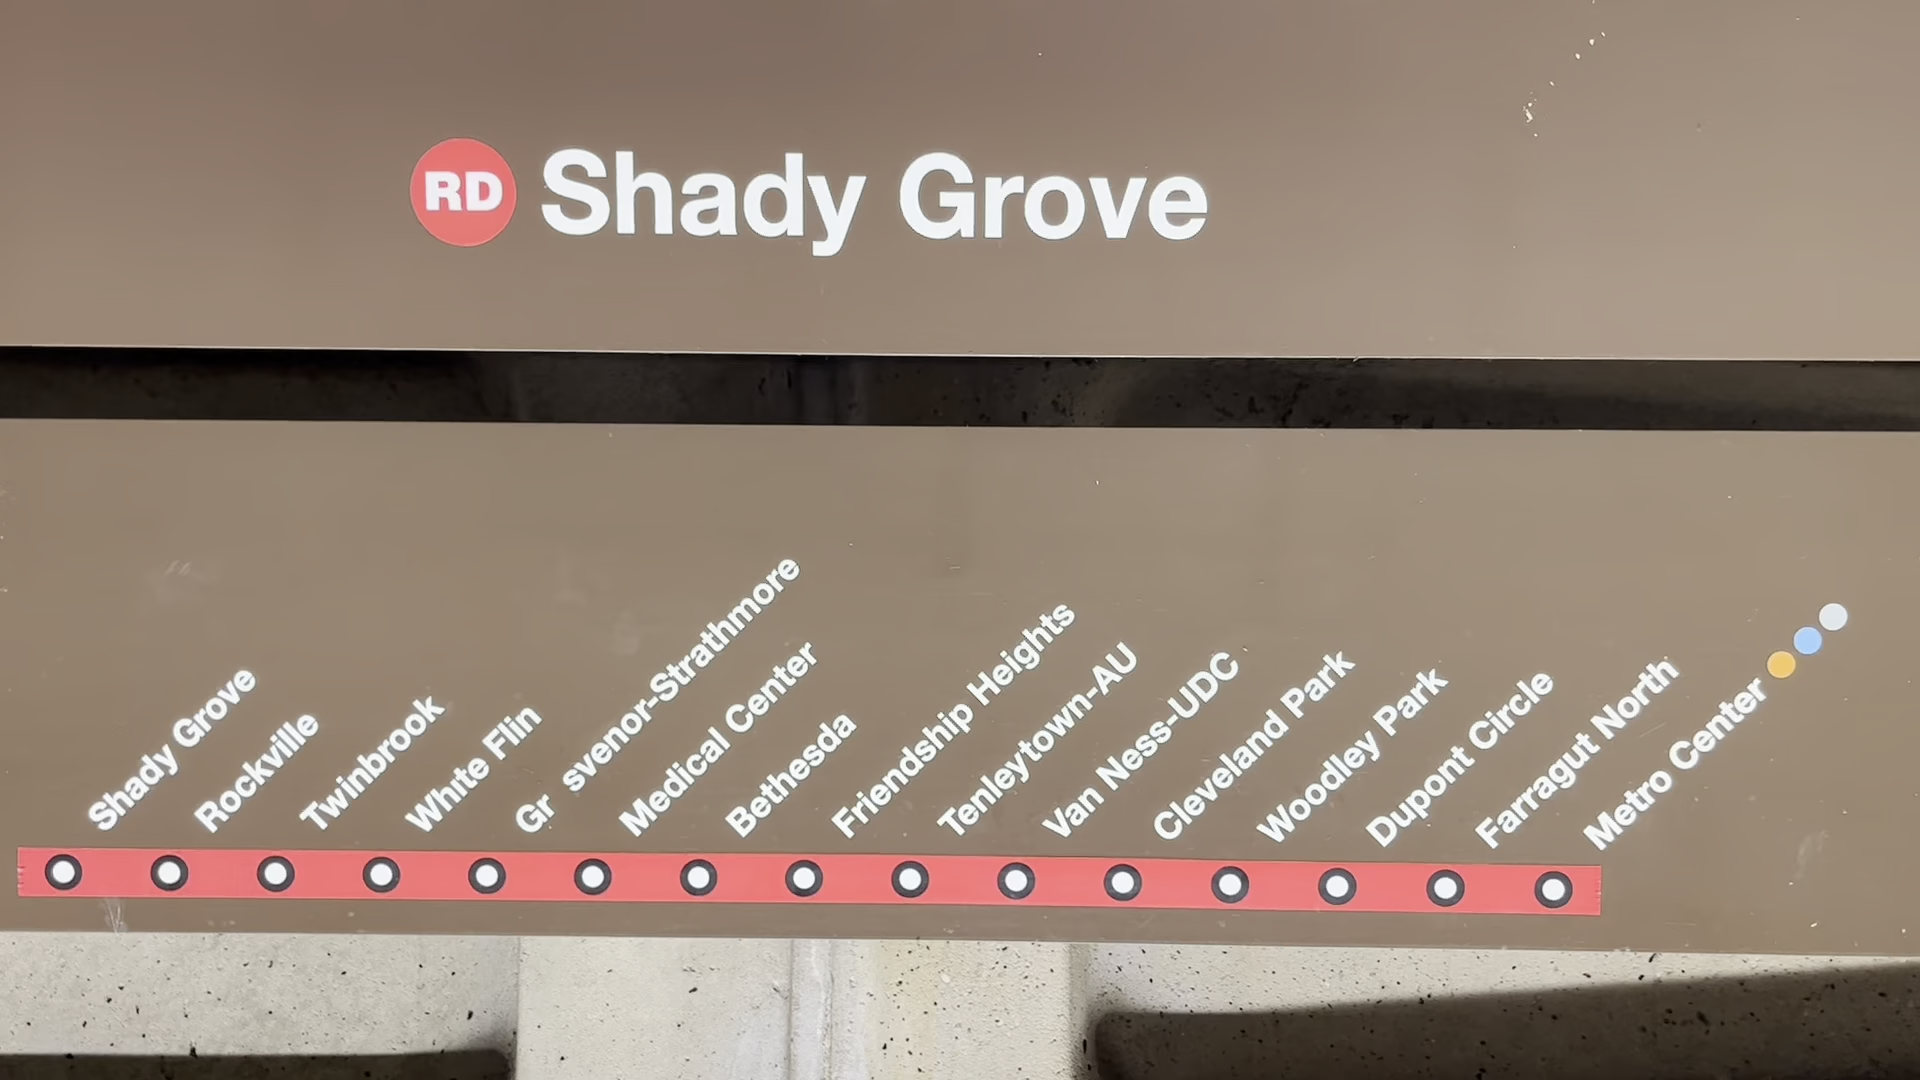 RD Shady Grove
Shady Grove
Rockville
Twinbrook
White Flin
Gr svenor-Strathmore
Medical Center
Bethesda
Friendship Heights
Tenleytown-AU
Van Ness-UDC
Cleveland Park
Woodley Park
Dupont Circle
Farragut North
Metro Center